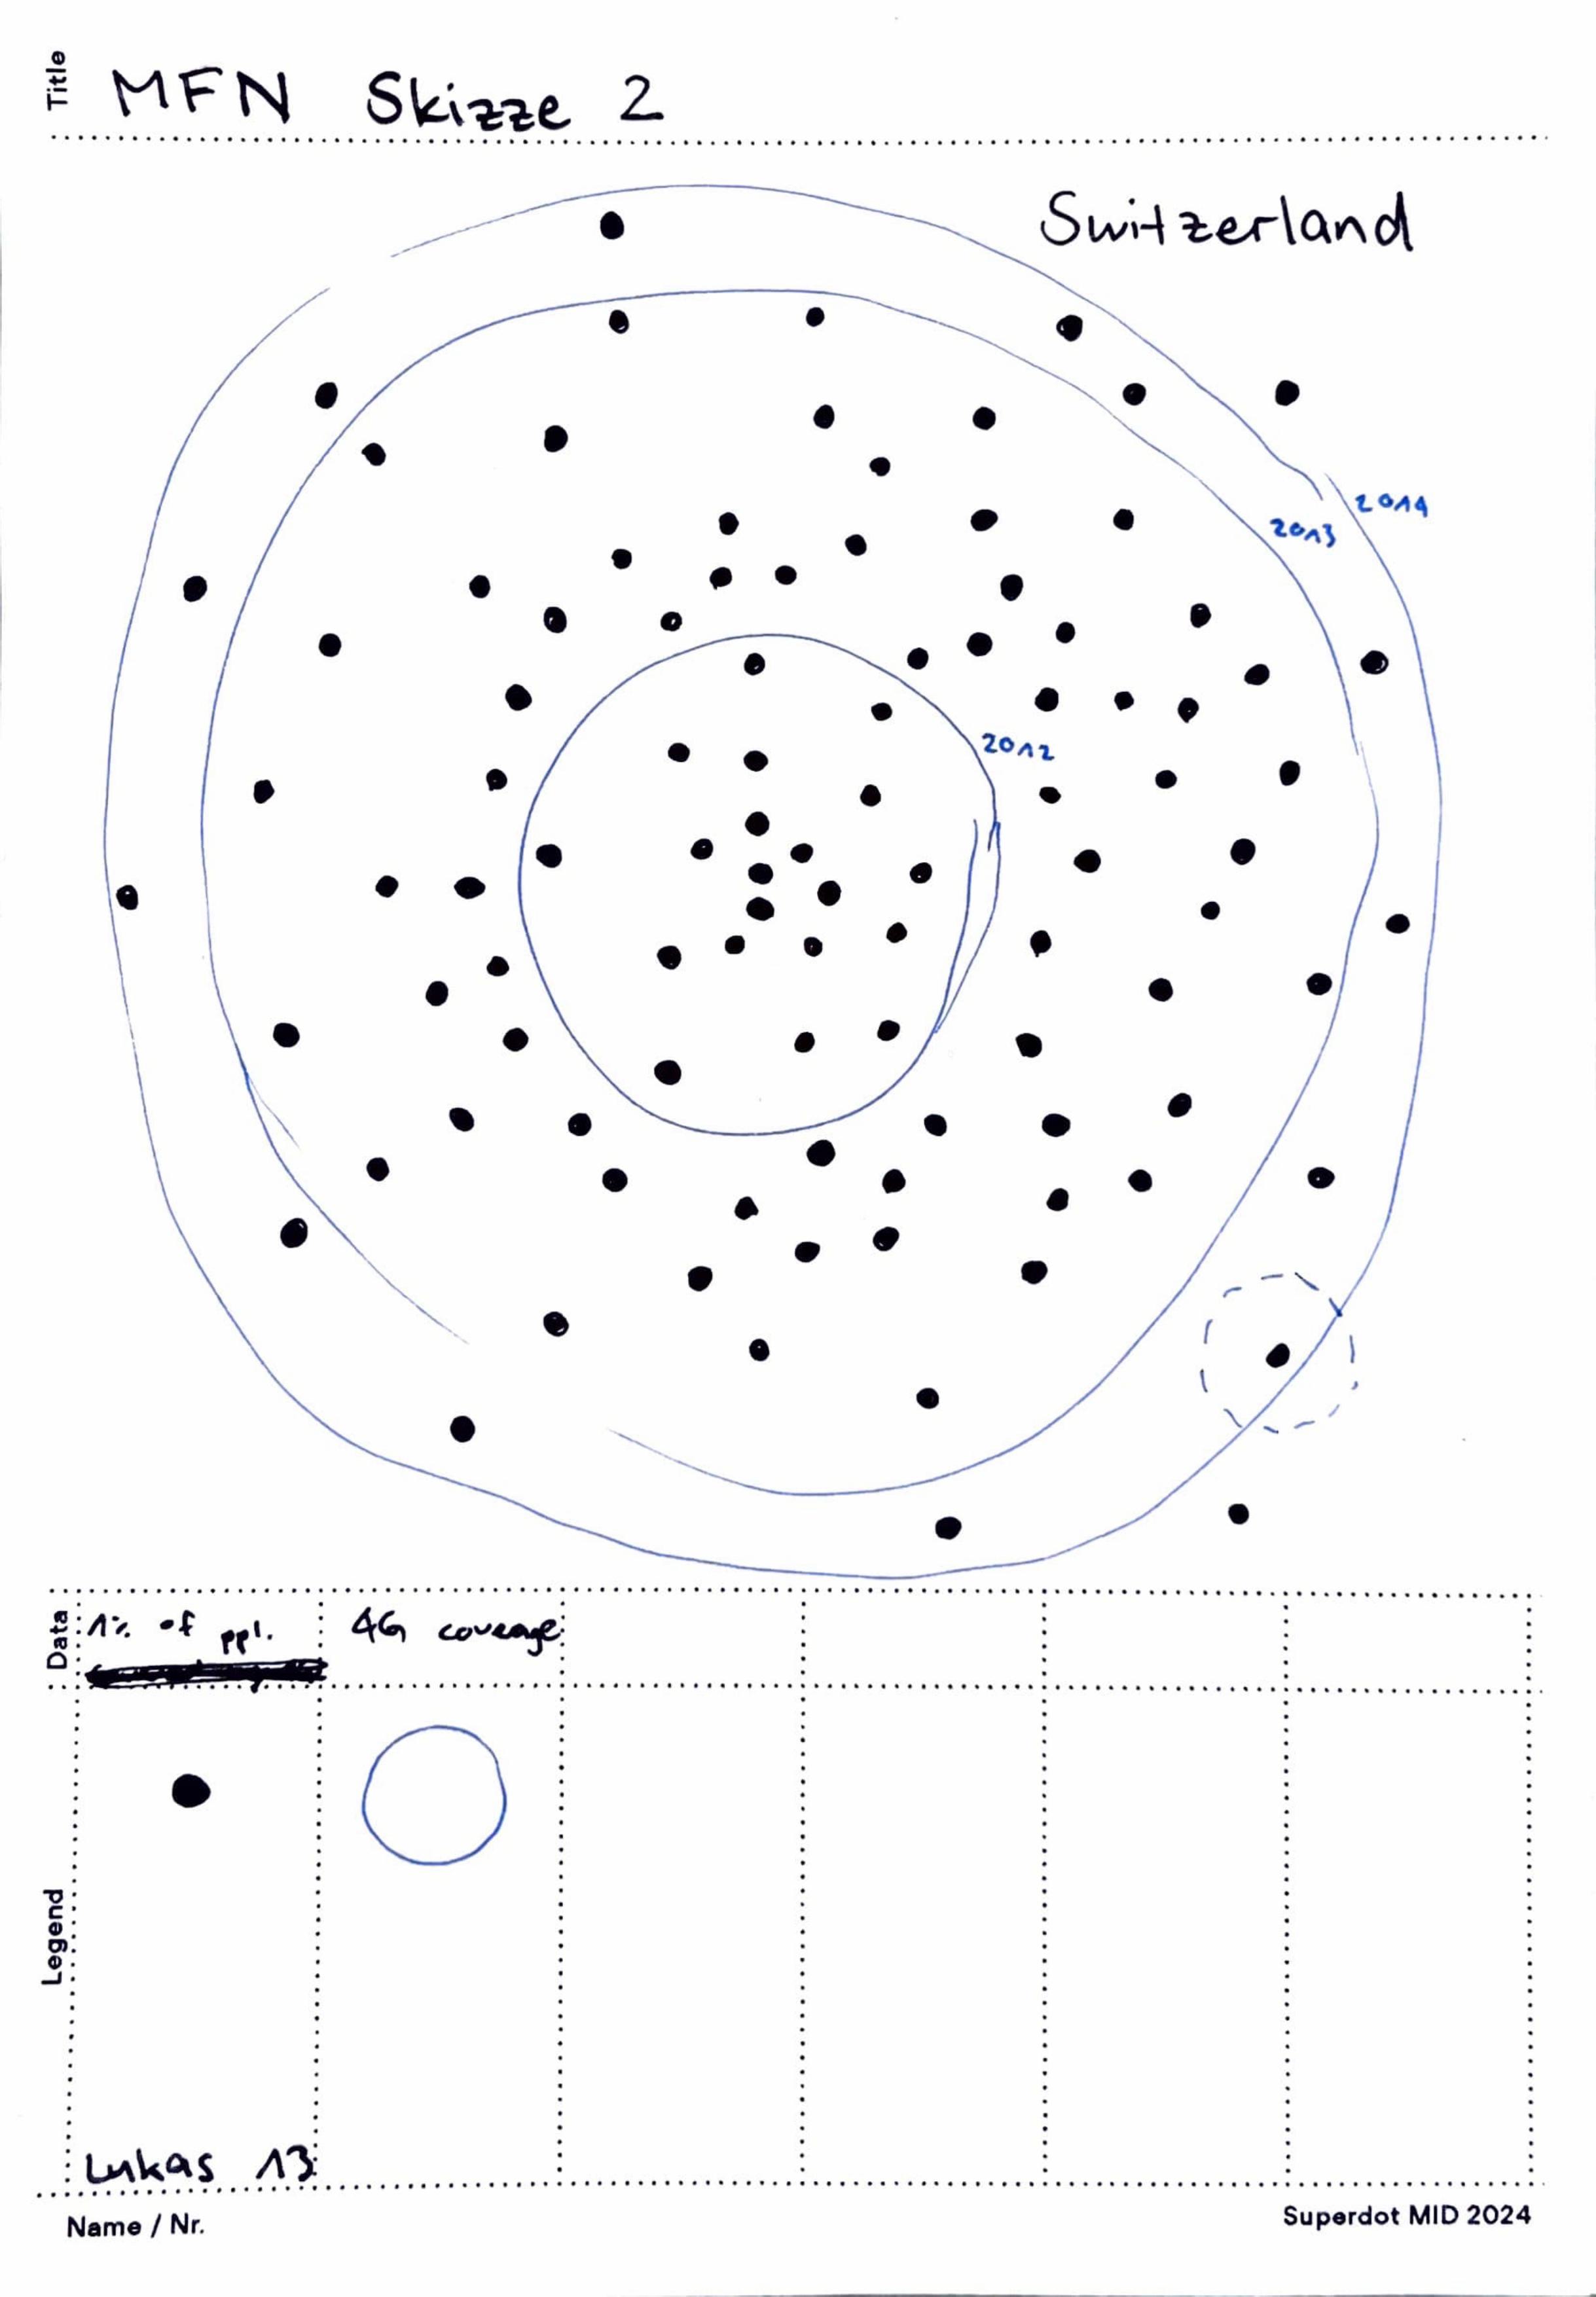 Title
MFN Skizze 2
Switzerland
2014
2013
2012
Data
1% of ppl.
4G coverage
Legend
Lukas 13
Name / Nr.
Superdot MID 2024